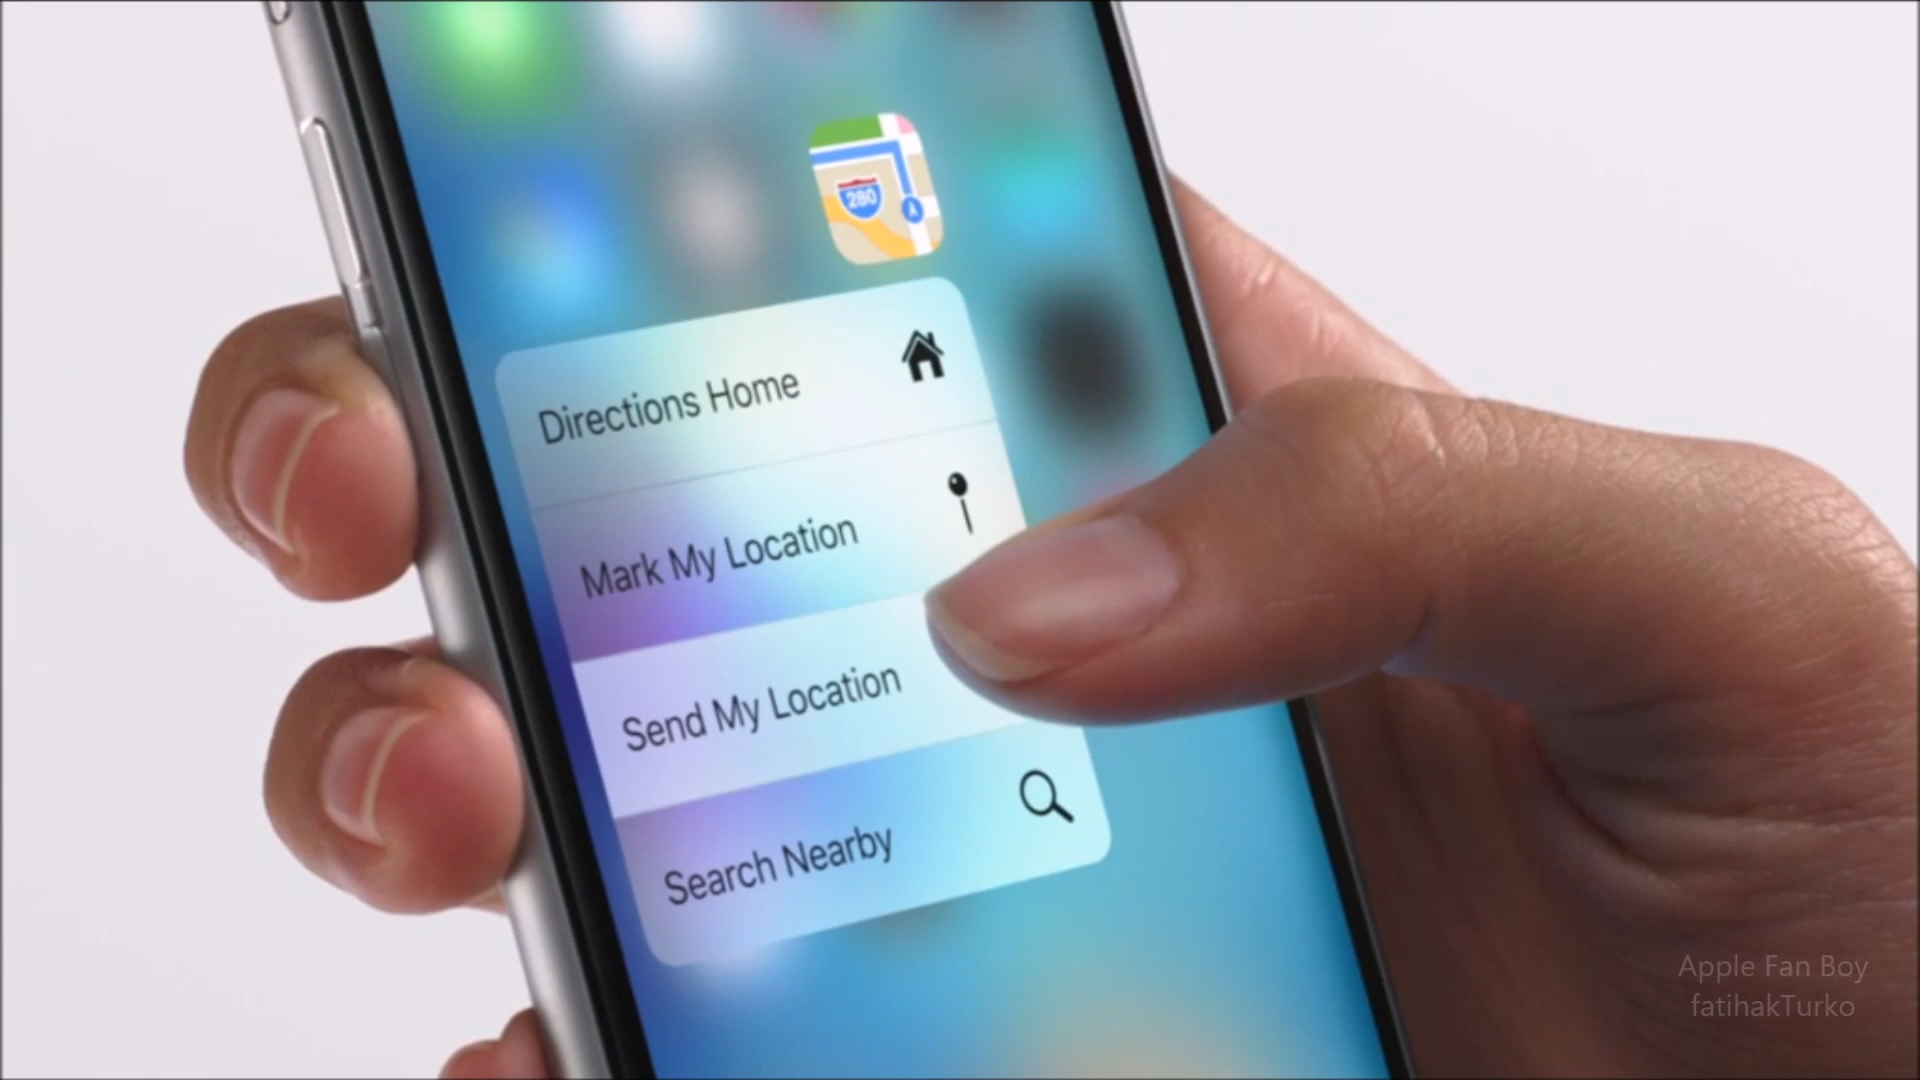 280
Directions Home
Mark My Location
Send My Location
Search Nearby
Apple Fan Boy
fatihakTurko